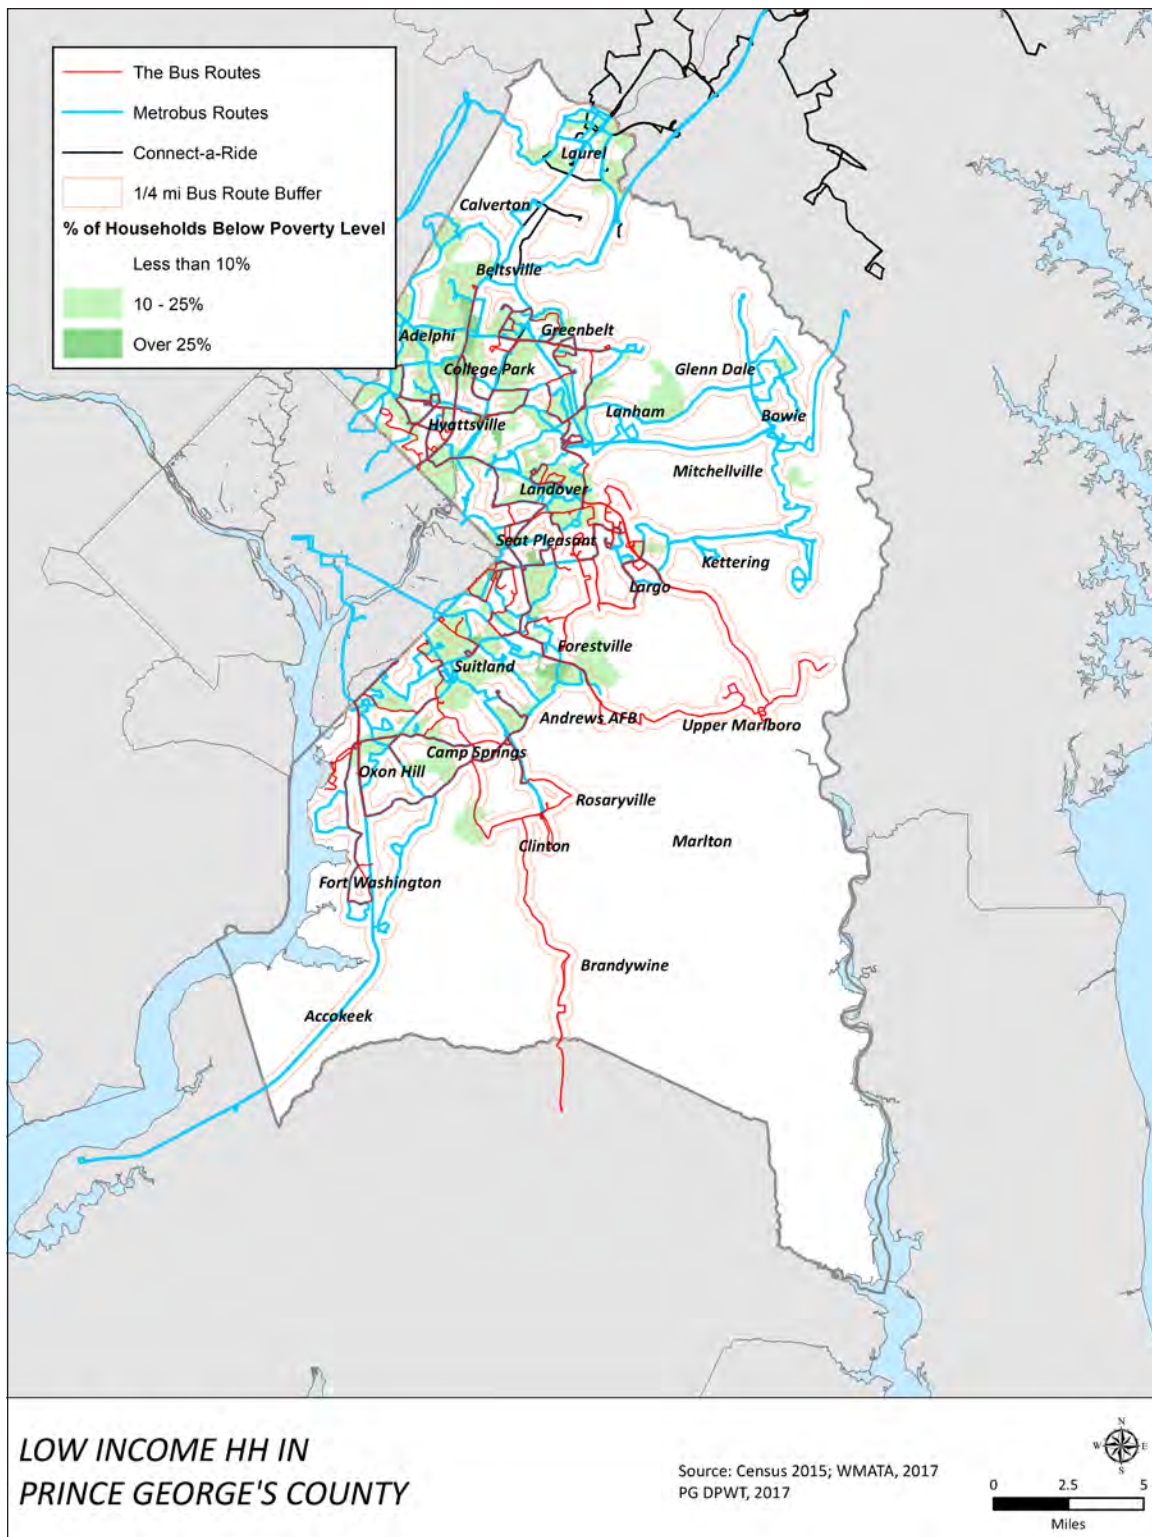 The Bus Routes
Metrobus Routes
Connect-a-Ride
1/4 mi Bus Route Buffer
% of Households Below Poverty Level
Less than 10%
10 - 25%
Over 25%
Laurel
Calverton
Beltsville
Adelphi
Greenbelt
College Park
Glenn Dale
Lanham
Bowie
Hyattsville
Mitchellville
Landover
Seat Pleasant
Kettering
Largo
Forestville
Suitland
Andrews AFB
Upper Marlboro
Camp Springs
Oxon Hill
Rosaryville
Clinton
Marlton
Fort Washington
Brandywine
Accokeek
LOW INCOME HH IN
PRINCE GEORGE'S COUNTY
Source: Census 2015; WMATA, 2017
PG DPWT, 2017
N
W E
S
0 2.5 5
Miles